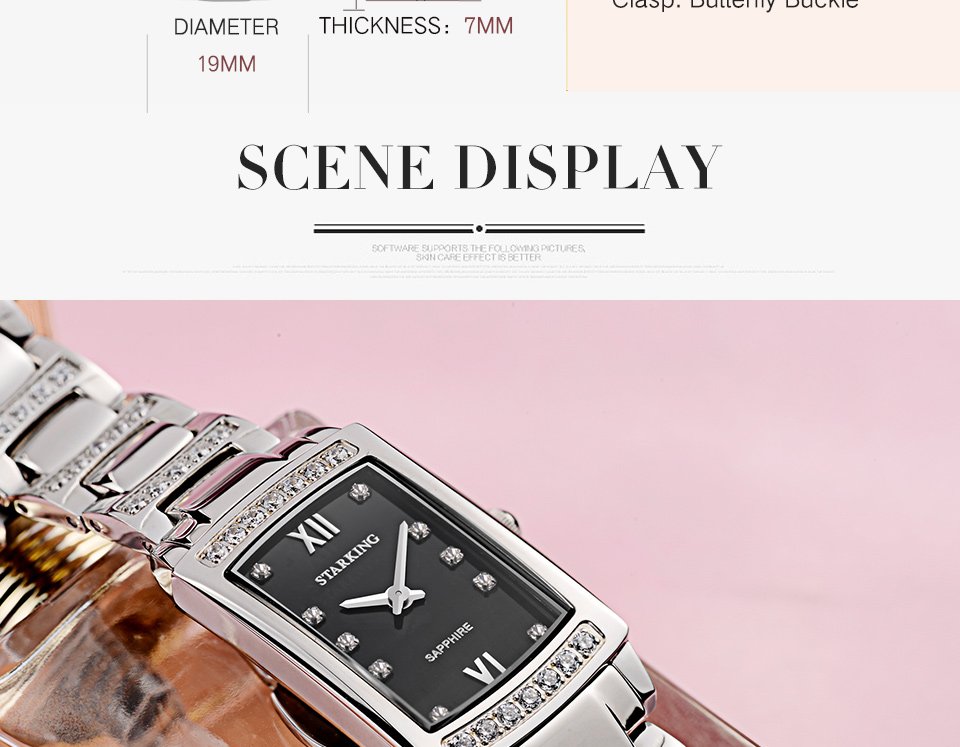 Clasp: Butterfly Buckle
DIAMETER
19MM
THICKNESS: 7MM
SCENE DISPLAY
SOFTWARE SUPPORTS THE FOLLOWING PICTURES,
SKIN CARE EFFECT IS BETTER
XII
STARKING
SAPPHIRE
VI